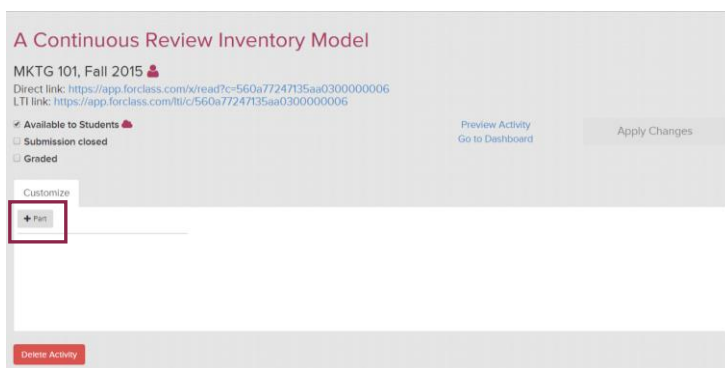 A Continuous Review Inventory Model
MKTG 101, Fall 2015
Direct link: https://app.forclass.com/x/read?c=560a77247135aa0300000006
LTI link: https://app.forclass.com/lti/c/560a77247135aa0300000006
Available to Students
Submission closed
Graded
Preview Activity
Go to Dashboard
Apply Changes
Customize
+ Part
Delete Activity